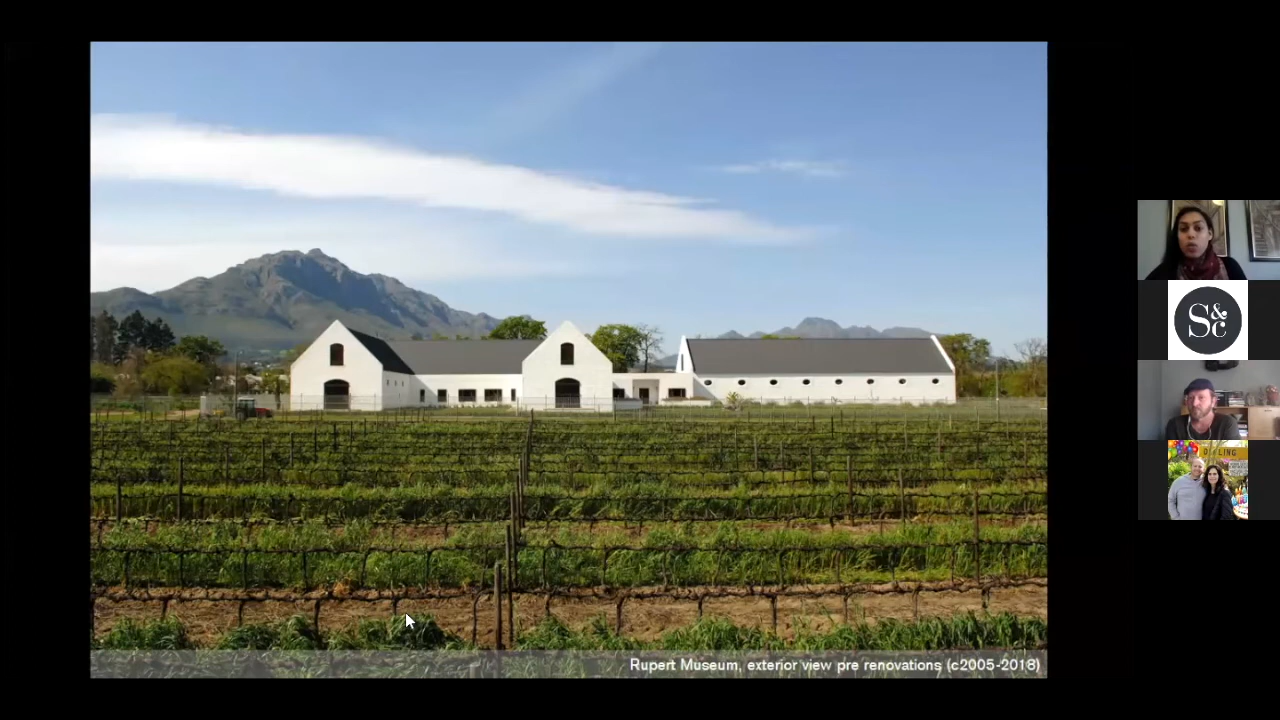 Rupert Museum, exterior view pre renovations (c2005-2018)
S&c